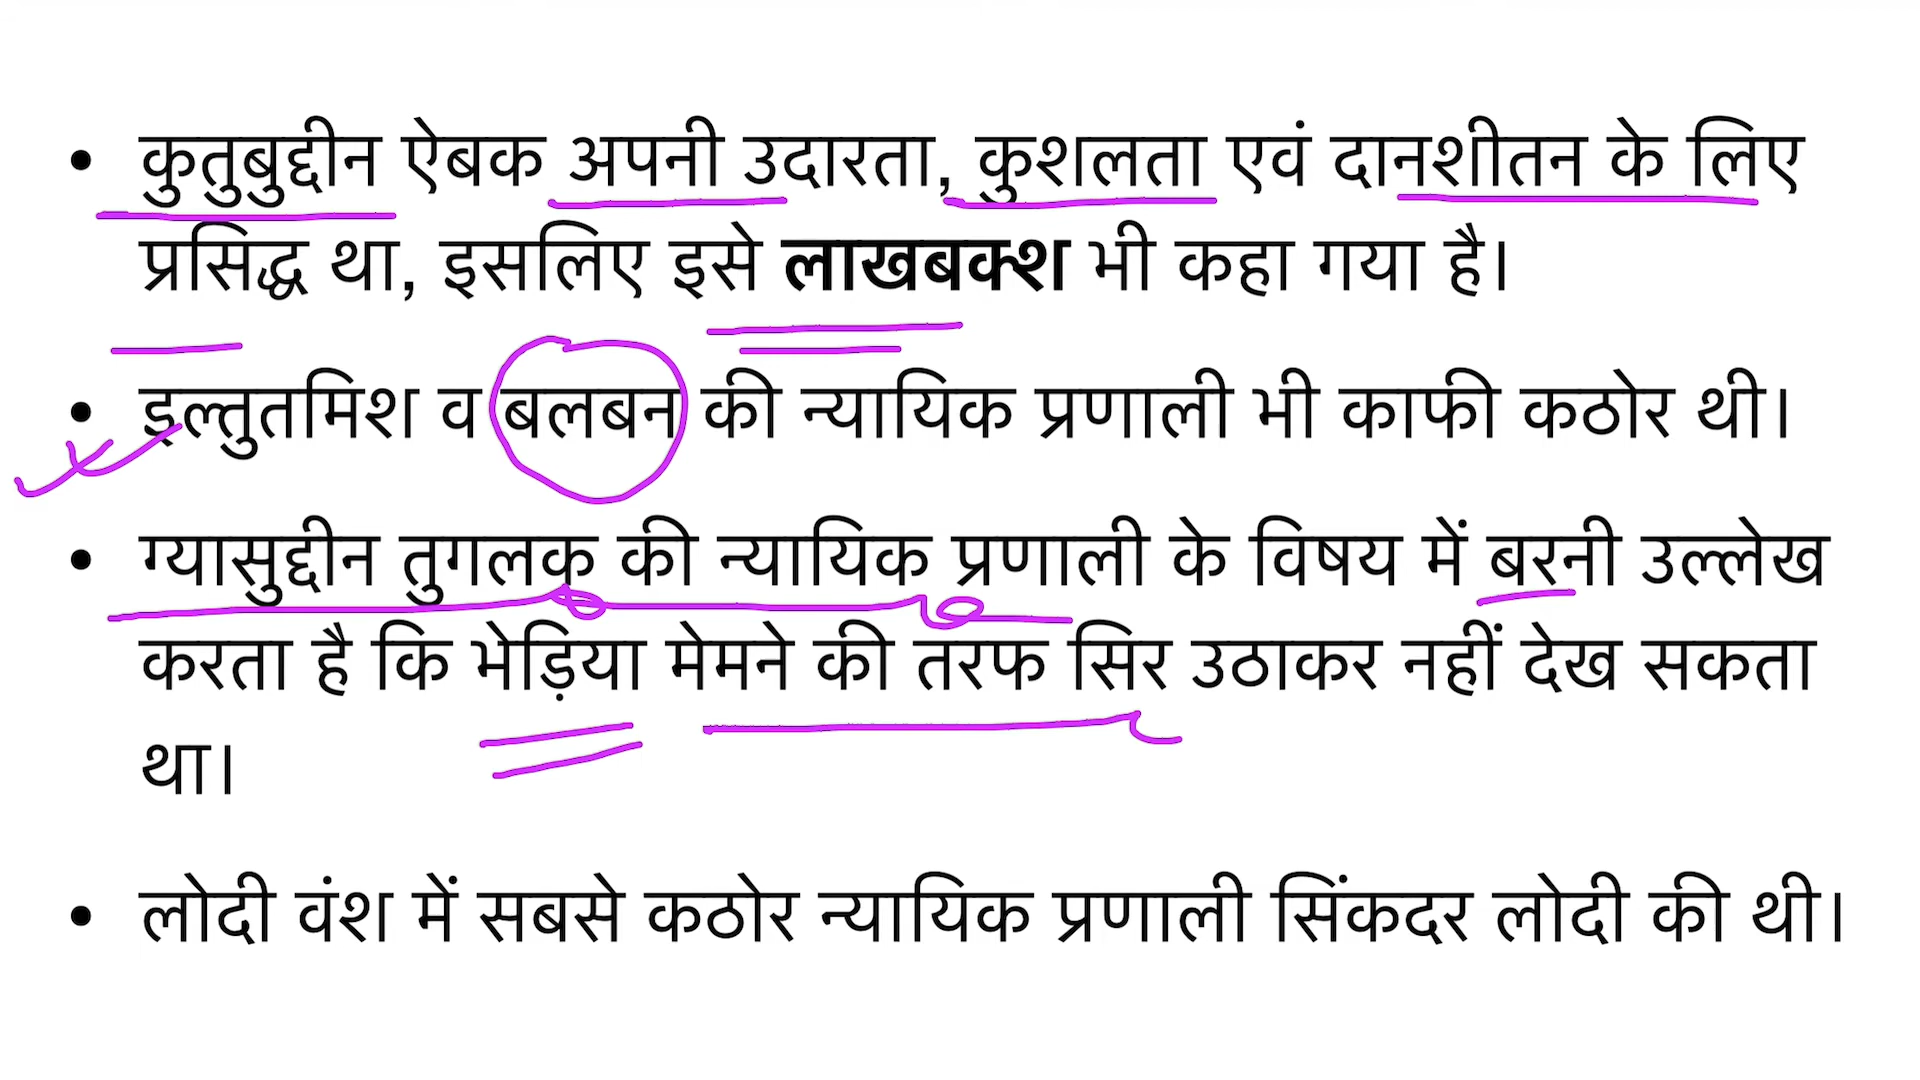 • कुतुबुद्दीन ऐबक अपनी उदारता, कुशलता एवं दानशीतन के लिए
प्रसिद्ध था, इसलिए इसे लाखबक्श भी कहा गया है।
• इल्तुतमिश व बलबन की न्यायिक प्रणाली भी काफी कठोर थी।
• ग्यासुद्दीन तुगलक की न्यायिक प्रणाली के विषय में बरनी उल्लेख
करता है कि भेड़िया मेमने की तरफ सिर उठाकर नहीं देख सकता
था।
• लोदी वंश में सबसे कठोर न्यायिक प्रणाली सिंकदर लोदी की थी।